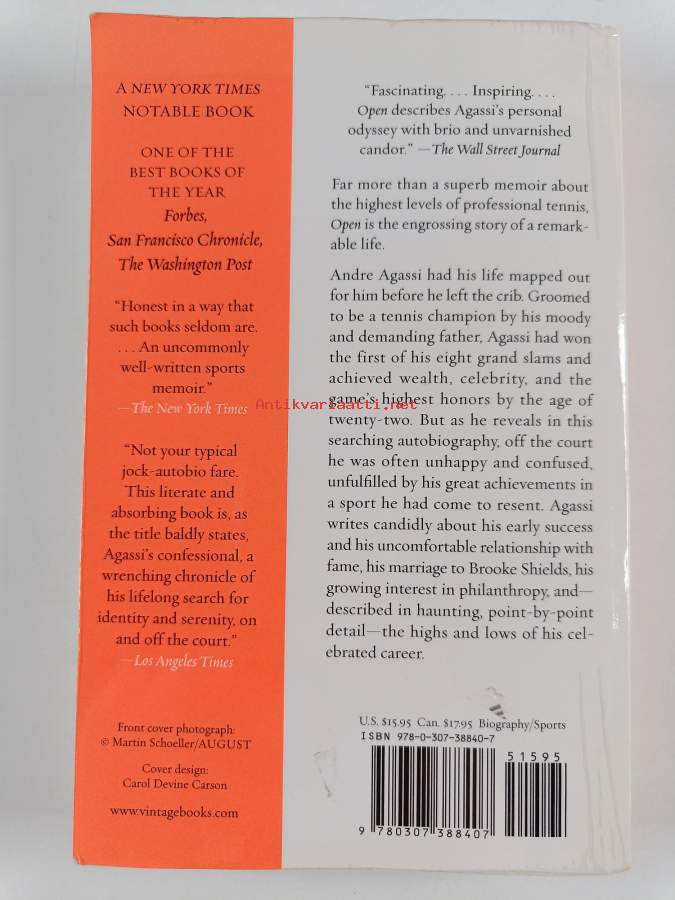 A NEW YORK TIMES
NOTABLE BOOK
ONE OF THE
BEST BOOKS OF
THE YEAR
Forbes,
San Francisco Chronicle,
The Washington Post
“Honest in a way that
such books seldom are.
. . . An uncommonly
well-written sports
memoir.”
—The New York Times
“Not your typical
jock-autobio fare.
This literate and
absorbing book is, as
the title baldly states,
Agassi’s confessional, a
wrenching chronicle of
his lifelong search for
identity and serenity, on
and off the court.”
—Los Angeles Times
Front cover photograph:
© Martin Schoeller/AUGUST
Cover design:
Carol Devine Carson
www.vintagebooks.com
“Fascinating. . . . Inspiring. . . .
Open describes Agassi’s personal
odyssey with brio and unvarnished
candor.” —The Wall Street Journal
Far more than a superb memoir about
the highest levels of professional tennis,
Open is the engrossing story of a remark-
able life.
Andre Agassi had his life mapped out
for him before he left the crib. Groomed
to be a tennis champion by his moody
and demanding father, Agassi had won
the first of his eight grand slams and
achieved wealth, celebrity, and the
game’s highest honors by the age of
twenty-two. But as he reveals in this
searching autobiography, off the court
he was often unhappy and confused,
unfulfilled by his great achievements in
a sport he had come to resent. Agassi
writes candidly about his early success
and his uncomfortable relationship with
fame, his marriage to Brooke Shields, his
growing interest in philanthropy, and—
described in haunting, point-by-point
detail—the highs and lows of his cel-
ebrated career.
U.S. $15.95 Can. $17.95 Biography/Sports
ISBN 978-0-307-38840-7
51595
9 780307 388407
Antikvariaatti.net